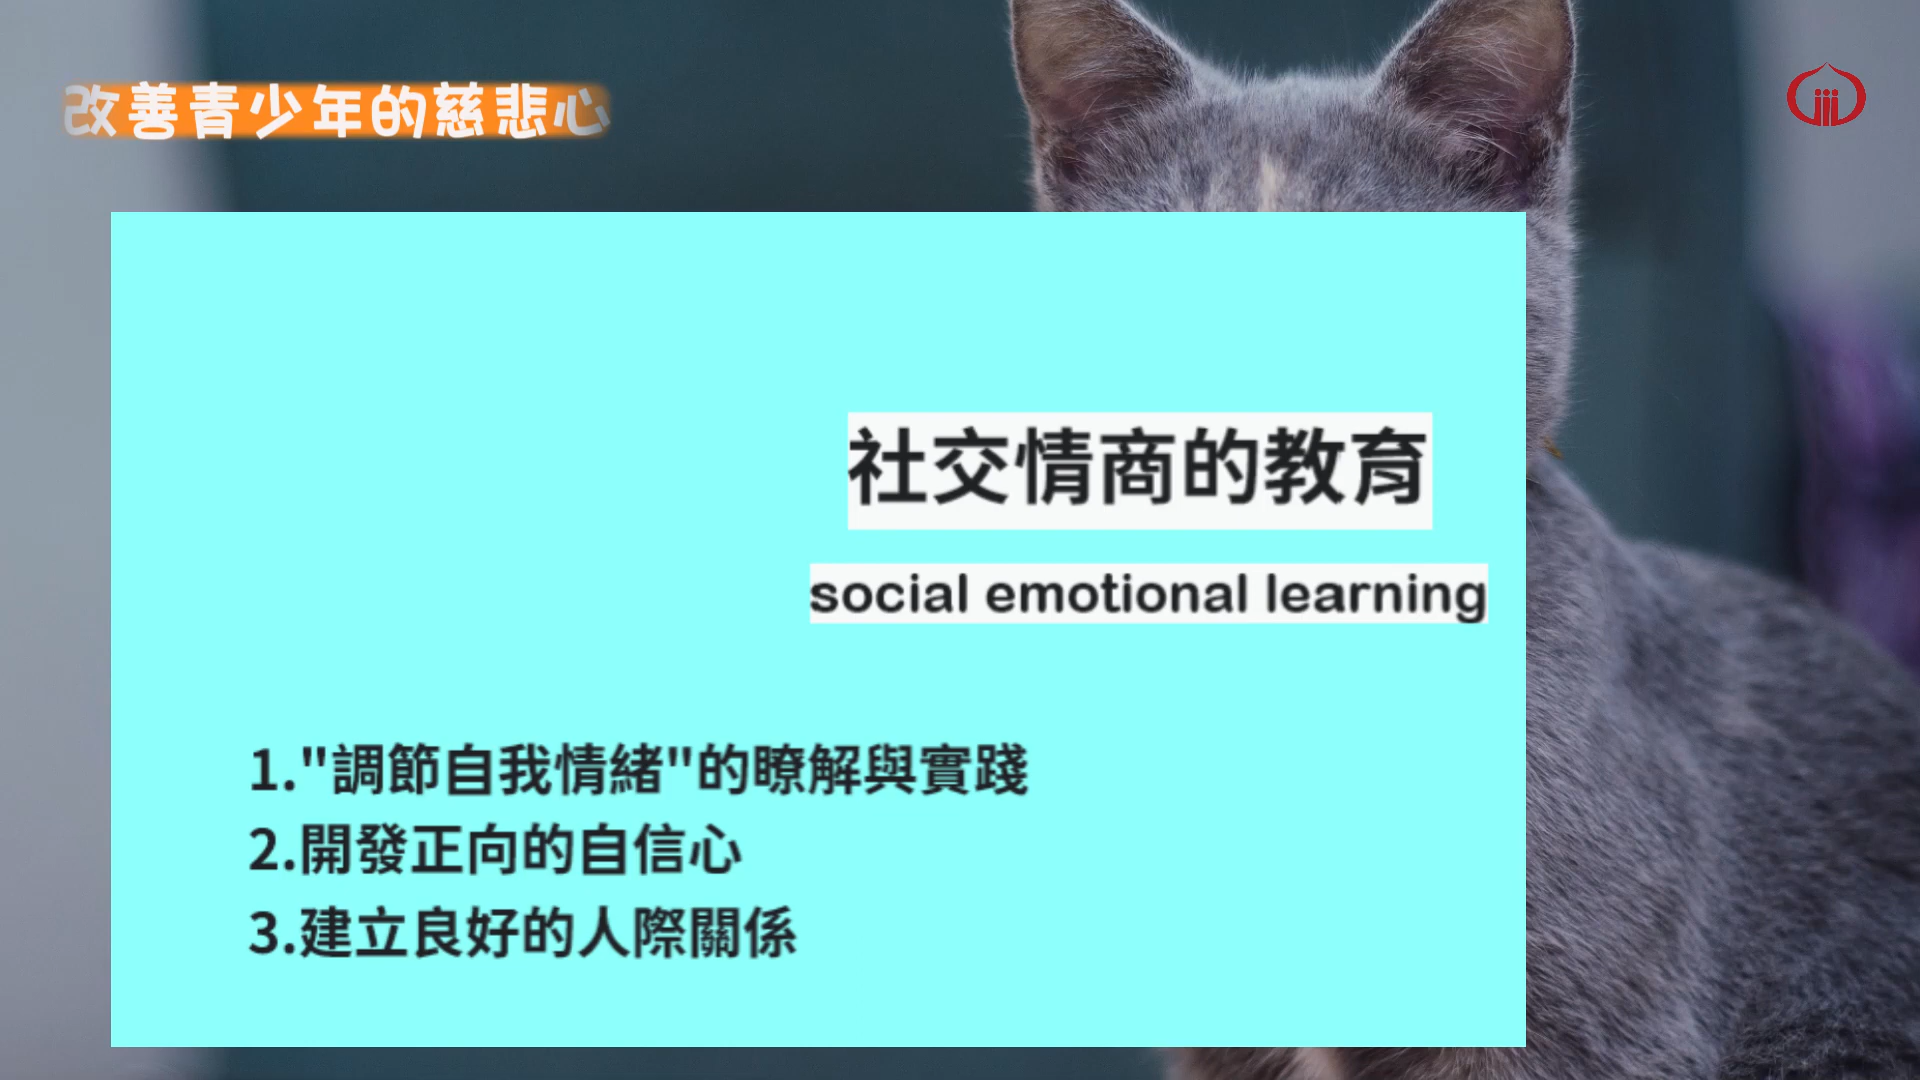 改善青少年的慈悲心
社交情商的教育
social emotional learning
1."調節自我情緒"的瞭解與實踐
2.開發正向的自信心
3.建立良好的人際關係